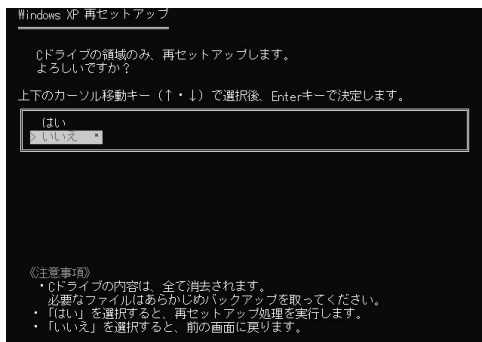 Windows XP 再セットアップ
Cドライブの領域のみ、再セットアップします。
よろしいですか？
上下のカーソル移動キー（↑・↓）で選択後、Enterキーで決定します。
はい
> いいえ *
《注意事項》
・Cドライブの内容は、全て消去されます。
必要なファイルはあらかじめバックアップを取ってください。
・「はい」を選択すると、再セットアップ処理を実行します。
・「いいえ」を選択すると、前の画面に戻ります。